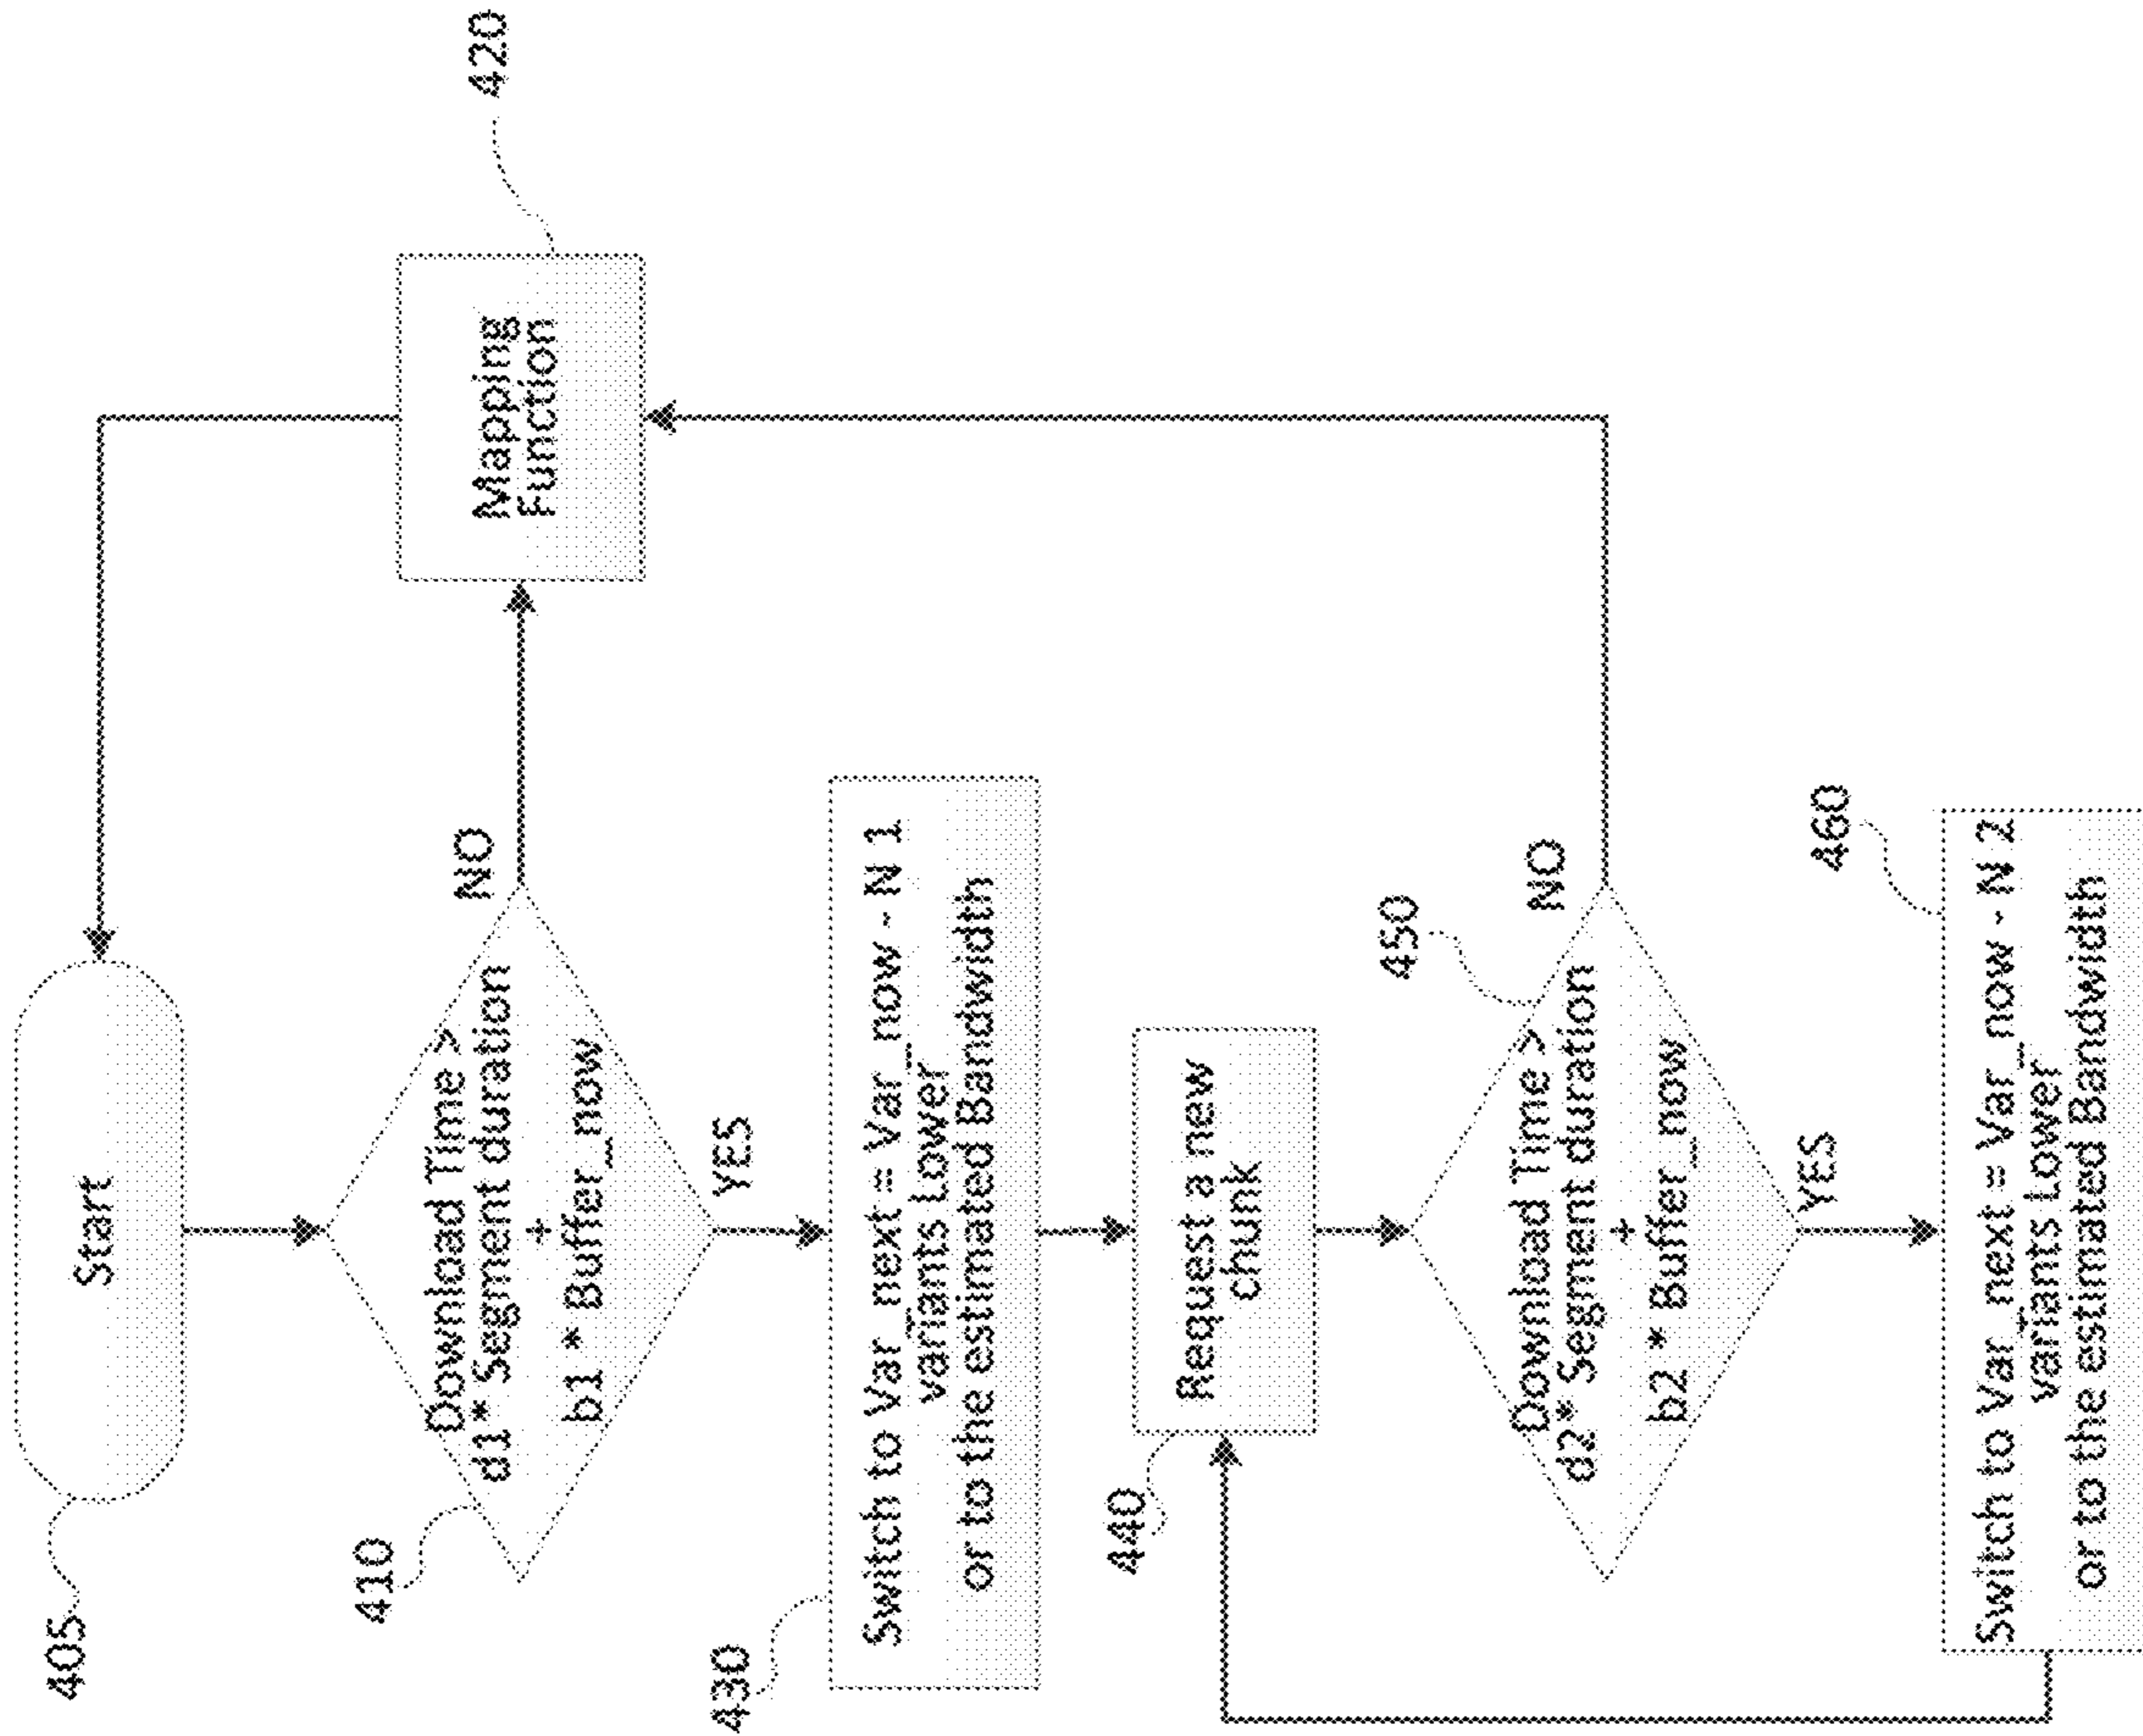 405
Start
410
Download Time >
d1* Segment duration
+
b1 * Buffer_now
NO
YES
420
Mapping
Function
430
Switch to Var_next = Var_now - N 1
variants Lower
or to the estimated Bandwidth
440
Request a new
chunk
450
Download Time >
d2* Segment duration
+
b2 * Buffer_now
NO
YES
460
Switch to Var_next = Var_now - N 2
variants Lower
or to the estimated Bandwidth